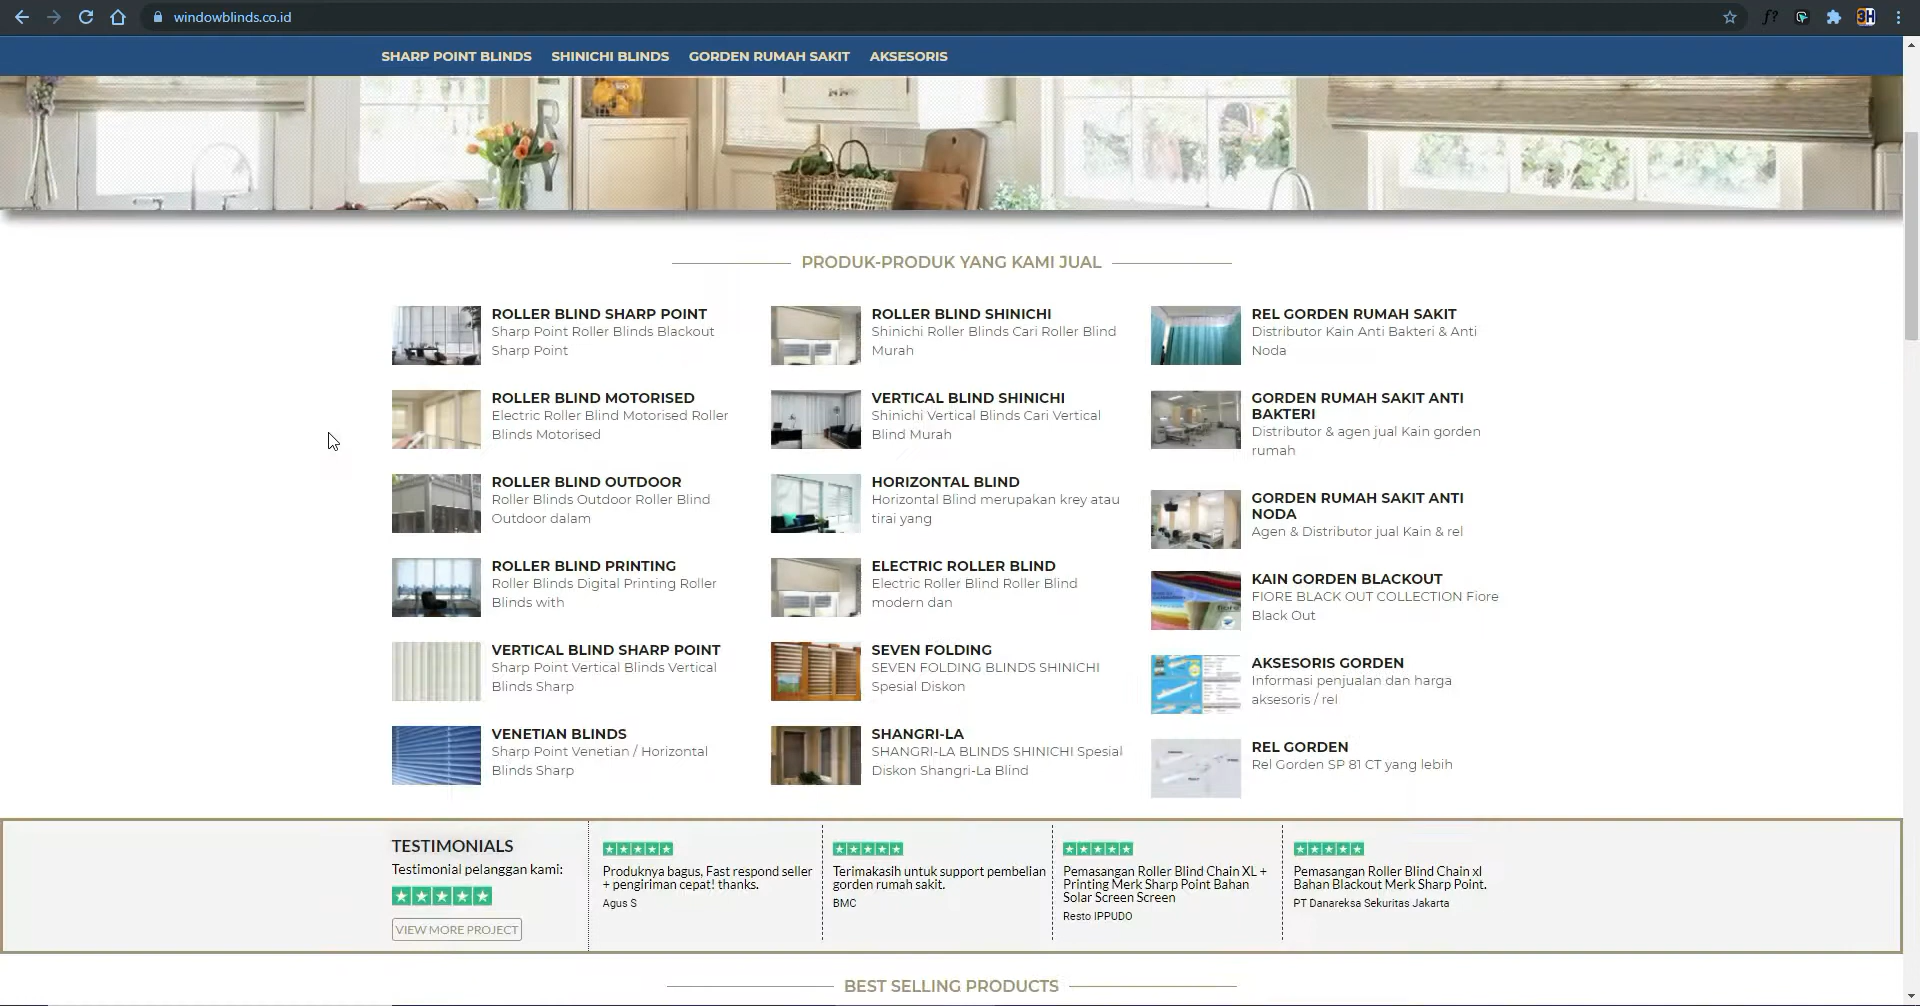 windowblinds.co.id
SHARP POINT BLINDS
SHINICHI BLINDS
GORDEN RUMAH SAKIT
AKSESORIS
PRODUK-PRODUK YANG KAMI JUAL
ROLLER BLIND SHARP POINT
Sharp Point Roller Blinds Blackout
Sharp Point
ROLLER BLIND MOTORISED
Electric Roller Blind Motorised Roller
Blinds Motorised
ROLLER BLIND OUTDOOR
Roller Blinds Outdoor Roller Blind
Outdoor dalam
ROLLER BLIND PRINTING
Roller Blinds Digital Printing Roller
Blinds with
VERTICAL BLIND SHARP POINT
Sharp Point Vertical Blinds Vertical
Blinds Sharp
VENETIAN BLINDS
Sharp Point Venetian / Horizontal
Blinds Sharp
ROLLER BLIND SHINICHI
Shinichi Roller Blinds Cari Roller Blind
Murah
VERTICAL BLIND SHINICHI
Shinichi Vertical Blinds Cari Vertical
Blind Murah
HORIZONTAL BLIND
Horizontal Blind merupakan krey atau
tirai yang
ELECTRIC ROLLER BLIND
Electric Roller Blind Roller Blind
modern dan
SEVEN FOLDING
SEVEN FOLDING BLINDS SHINICHI
Spesial Diskon
SHANGRI-LA
SHANGRI-LA BLINDS SHINICHI Spesial
Diskon Shangri-La Blind
REL GORDEN RUMAH SAKIT
Distributor Kain Anti Bakteri & Anti
Noda
GORDEN RUMAH SAKIT ANTI
BAKTERI
Distributor & agen jual Kain gorden
rumah
GORDEN RUMAH SAKIT ANTI
NODA
Agen & Distributor jual Kain & rel
KAIN GORDEN BLACKOUT
FIORE BLACK OUT COLLECTION Fiore
Black Out
AKSESORIS GORDEN
Informasi penjualan dan harga
aksesoris / rel
REL GORDEN
Rel Gorden SP 81 CT yang lebih
TESTIMONIALS
Testimonial pelanggan kami:
VIEW MORE PROJECT
Produknya bagus, Fast respond seller
+ pengiriman cepat! thanks.
Agus S
Terimakasih untuk support pembelian
gorden rumah sakit.
BMC
Pemasangan Roller Blind Chain XL +
Printing Merk Sharp Point Bahan
Solar Screen Screen
Resto IPPUDO
Pemasangan Roller Blind Chain xl
Bahan Blackout Merk Sharp Point.
PT Danareksa Sekuritas Jakarta
BEST SELLING PRODUCTS